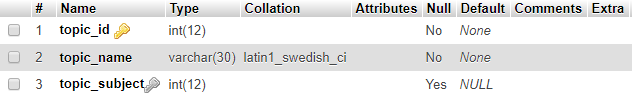 # Name Type Collation Attributes Null Default Comments Extra
1 topic_id int(12) No None
2 topic_name varchar(30) latin1_swedish_ci No None
3 topic_subject int(12) Yes NULL